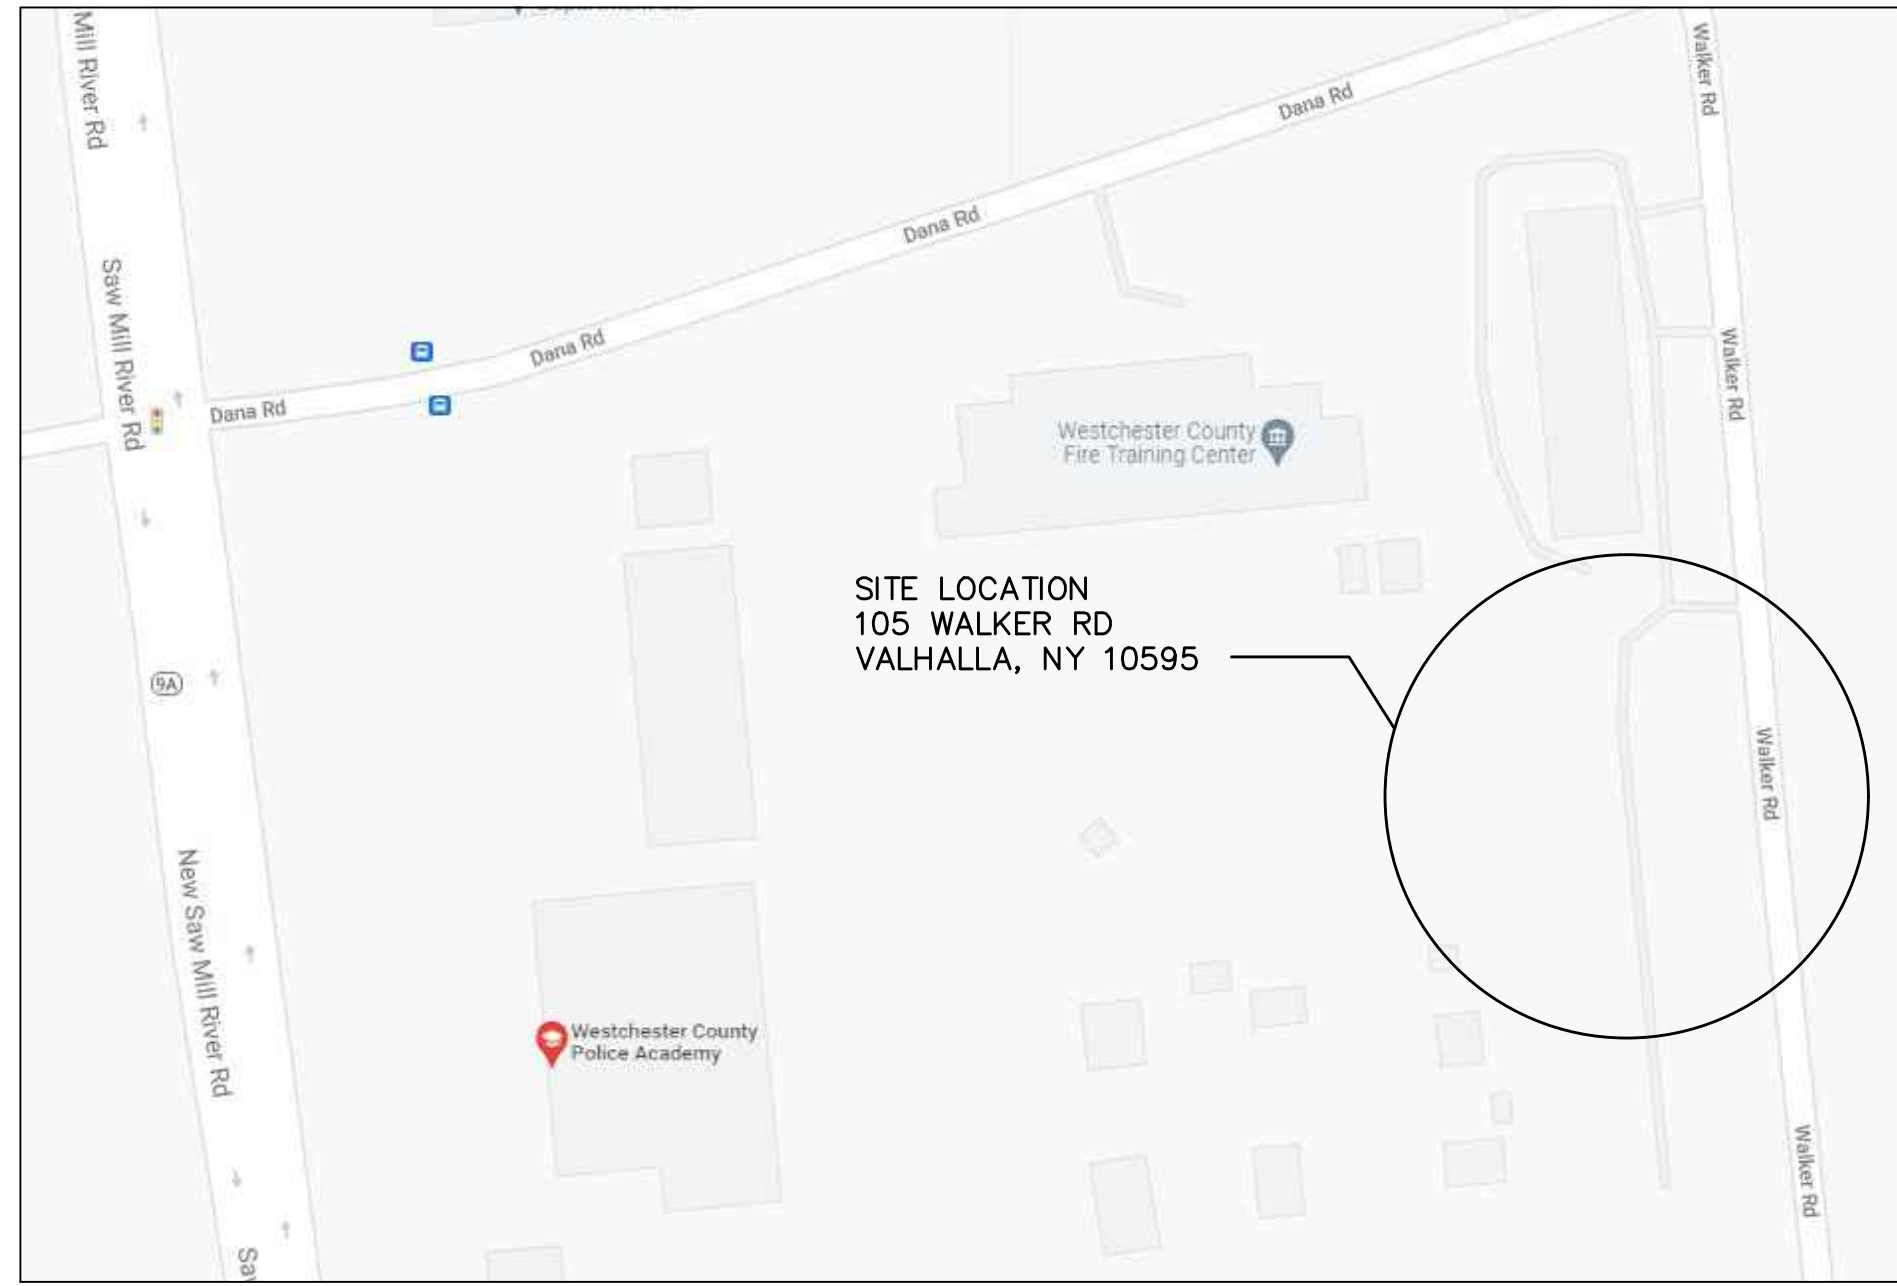 Mill River Rd
Walker Rd
Dana Rd
Dana Rd
Saw Mill River Rd
Dana Rd
Walker Rd
Dana Rd
Westchester County
Fire Training Center
SITE LOCATION
105 WALKER RD
VALHALLA, NY 10595
9A
Walker Rd
New Saw Mill River Rd
Westchester County
Police Academy
Walker Rd